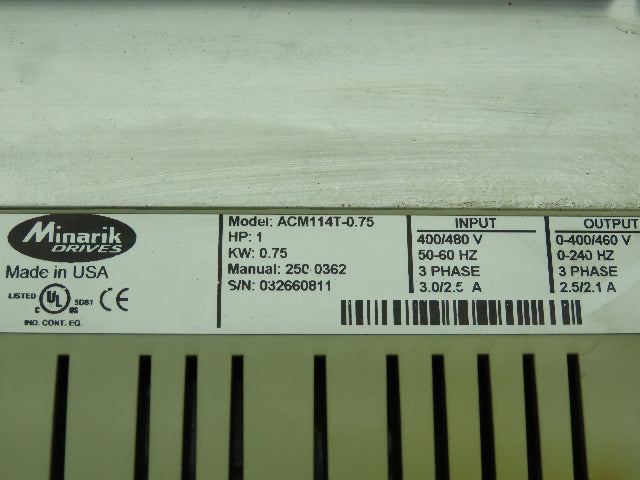 Minarik
DRIVES
Made in USA
LISTED
C UL US
5D81
CE
IND. CONT. EQ.
Model: ACM114T-0.75
HP: 1
KW: 0.75
Manual: 250-0362
S/N: 032660811
INPUT
400/480 V
50-60 HZ
3 PHASE
3.0/2.5 A
OUTPUT
0-400/460 V
0-240 HZ
3 PHASE
2.5/2.1 A